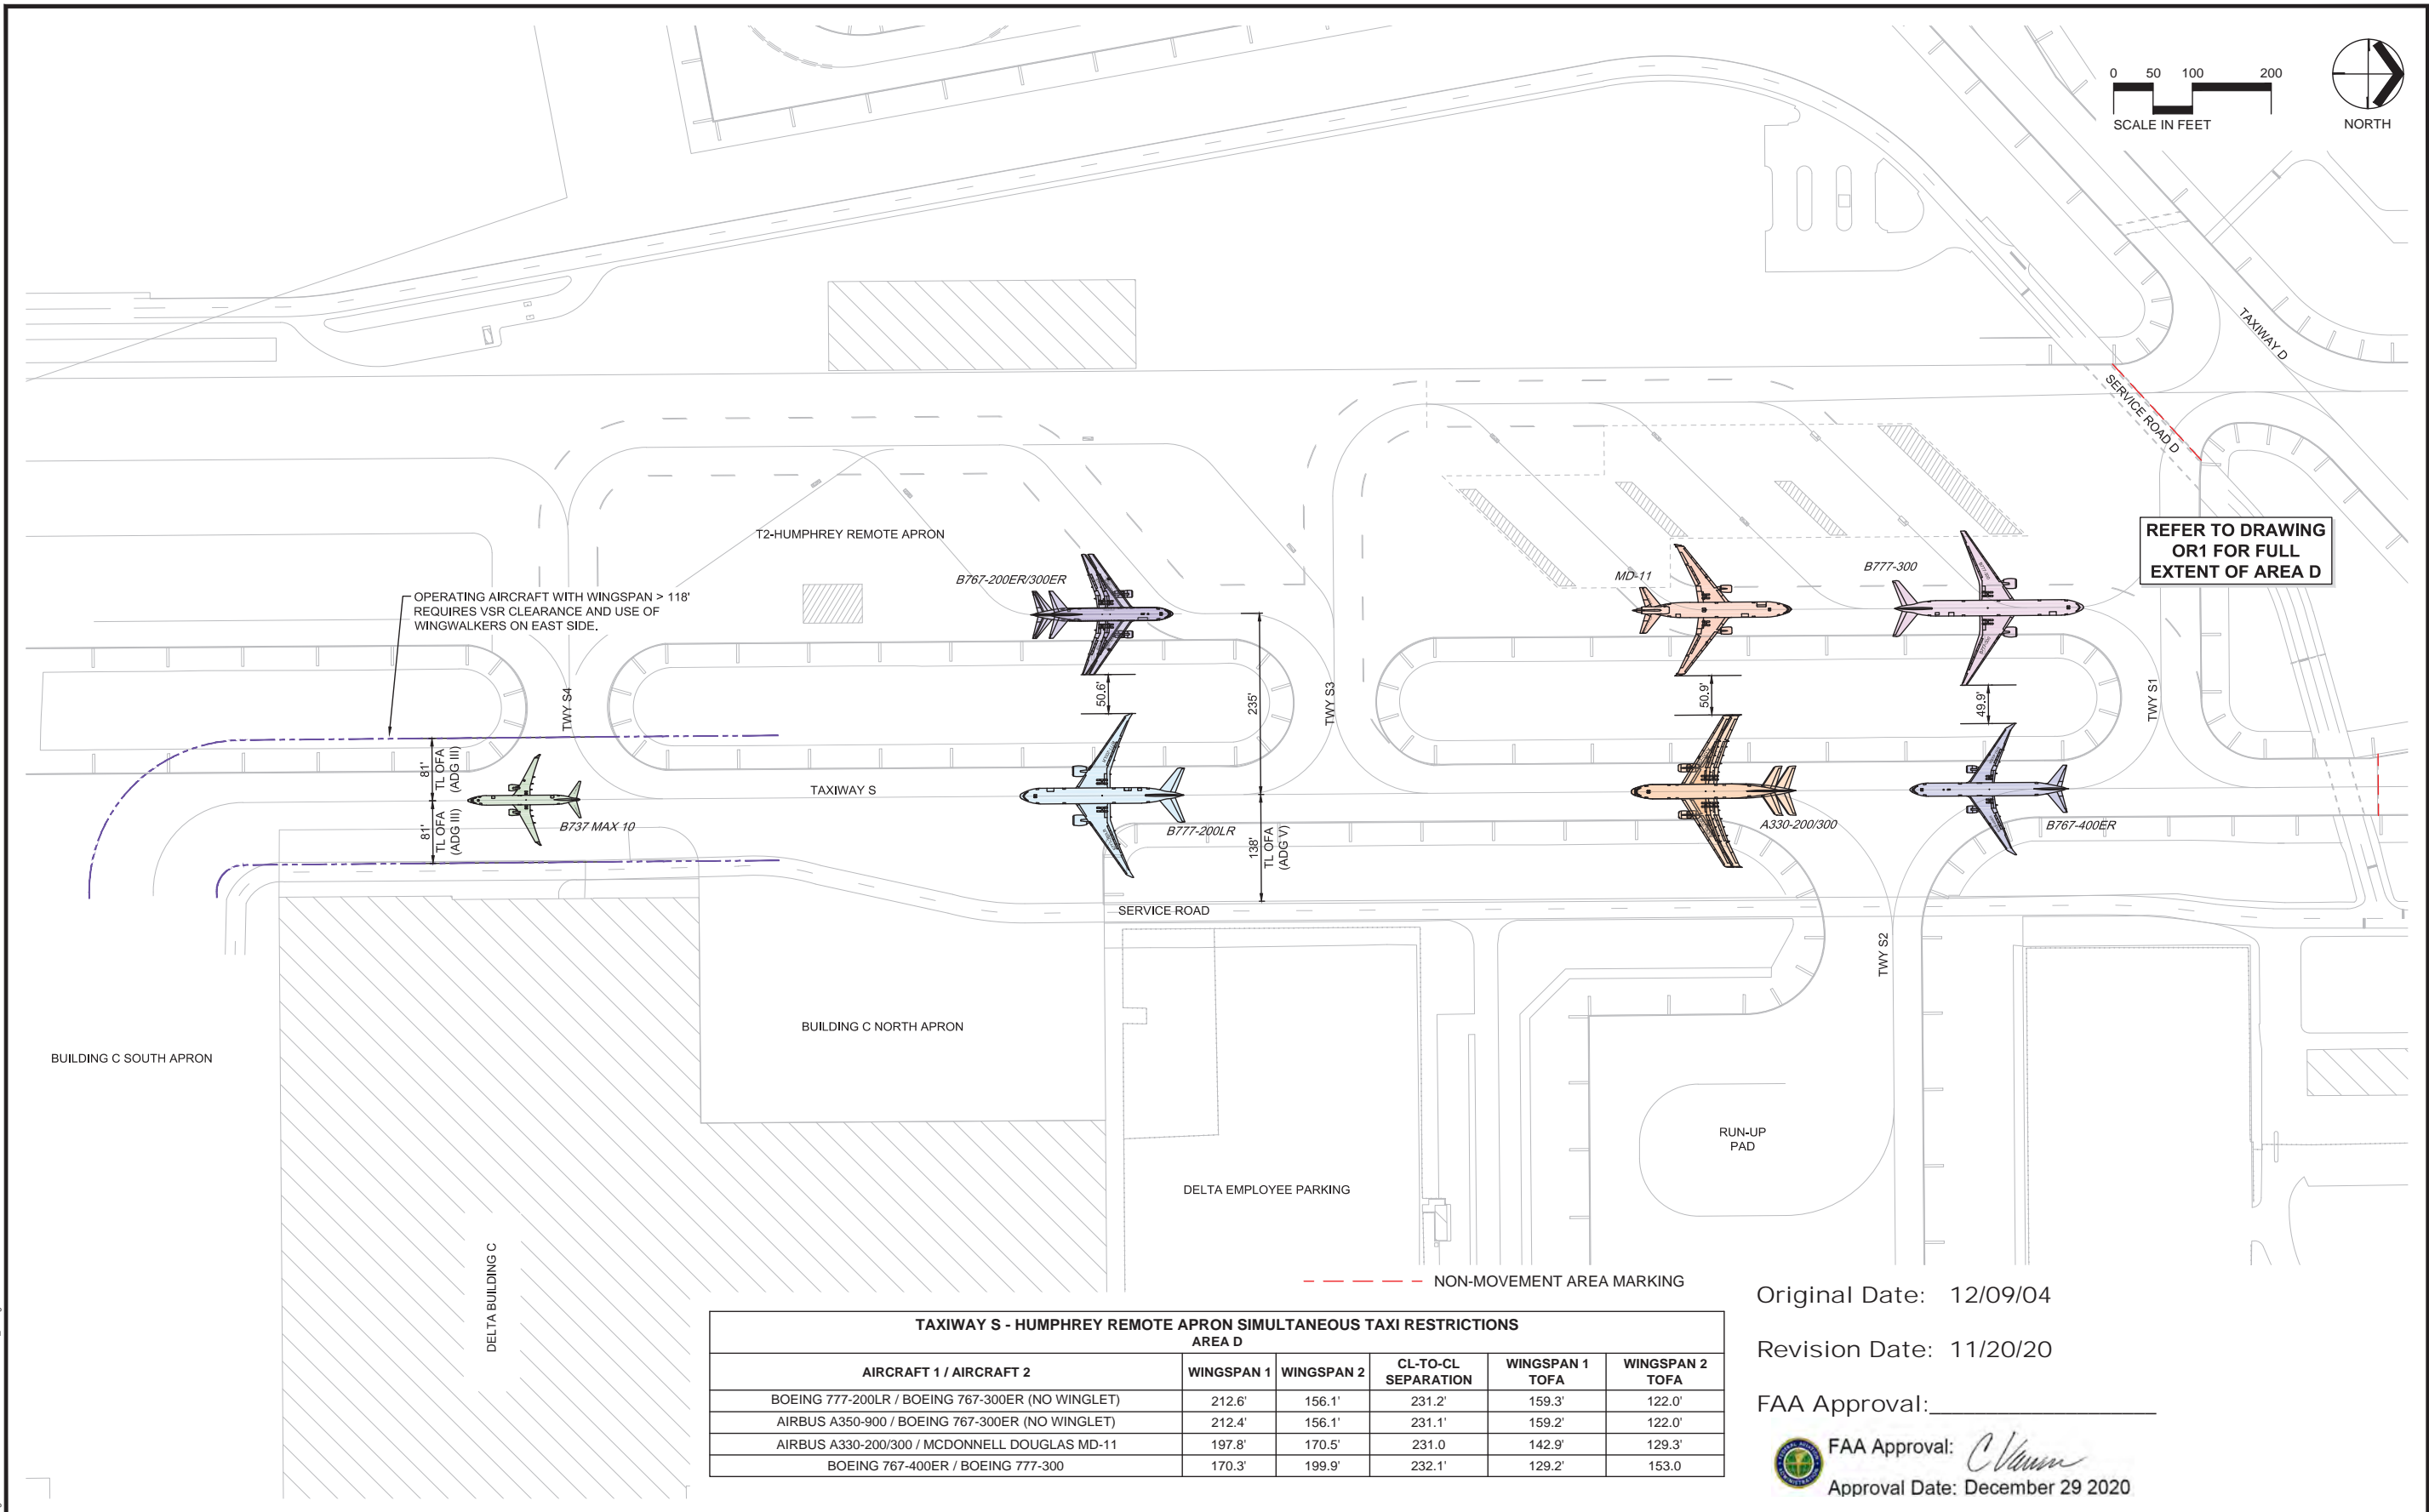 0 50 100 200
SCALE IN FEET
NORTH
TAXIWAY D
SERVICE ROAD D
REFER TO DRAWING
OR1 FOR FULL
EXTENT OF AREA D
T2-HUMPHREY REMOTE APRON
B767-200ER/300ER
MD-11
B777-300
OPERATING AIRCRAFT WITH WINGSPAN > 118'
REQUIRES VSR CLEARANCE AND USE OF
WINGWALKERS ON EAST SIDE.
TWY S4
50.6'
235'
TWY S3
50.9'
49.9'
TWY S1
81'
TL OFA
(ADG III)
81'
TL OFA
(ADG III)
TAXIWAY S
B737 MAX 10
B777-200LR
138'
TL OFA
(ADG V)
A330-200/300
B767-400ER
SERVICE ROAD
TWY S2
BUILDING C NORTH APRON
BUILDING C SOUTH APRON
RUN-UP
PAD
DELTA EMPLOYEE PARKING
DELTA BUILDING C
NON-MOVEMENT AREA MARKING
TAXIWAY S - HUMPHREY REMOTE APRON SIMULTANEOUS TAXI RESTRICTIONS
AREA D
AIRCRAFT 1 / AIRCRAFT 2 WINGSPAN 1 WINGSPAN 2 CL-TO-CL SEPARATION WINGSPAN 1 TOFA WINGSPAN 2 TOFA
BOEING 777-200LR / BOEING 767-300ER (NO WINGLET) 212.6' 156.1' 231.2' 159.3' 122.0'
AIRBUS A350-900 / BOEING 767-300ER (NO WINGLET) 212.4' 156.1' 231.1' 159.2' 122.0'
AIRBUS A330-200/300 / MCDONNELL DOUGLAS MD-11 197.8' 170.5' 231.0 142.9' 129.3'
BOEING 767-400ER / BOEING 777-300 170.3' 199.9' 232.1' 129.2' 153.0
Original Date: 12/09/04
Revision Date: 11/20/20
FAA Approval:
FAA Approval:
Approval Date: December 29 2020